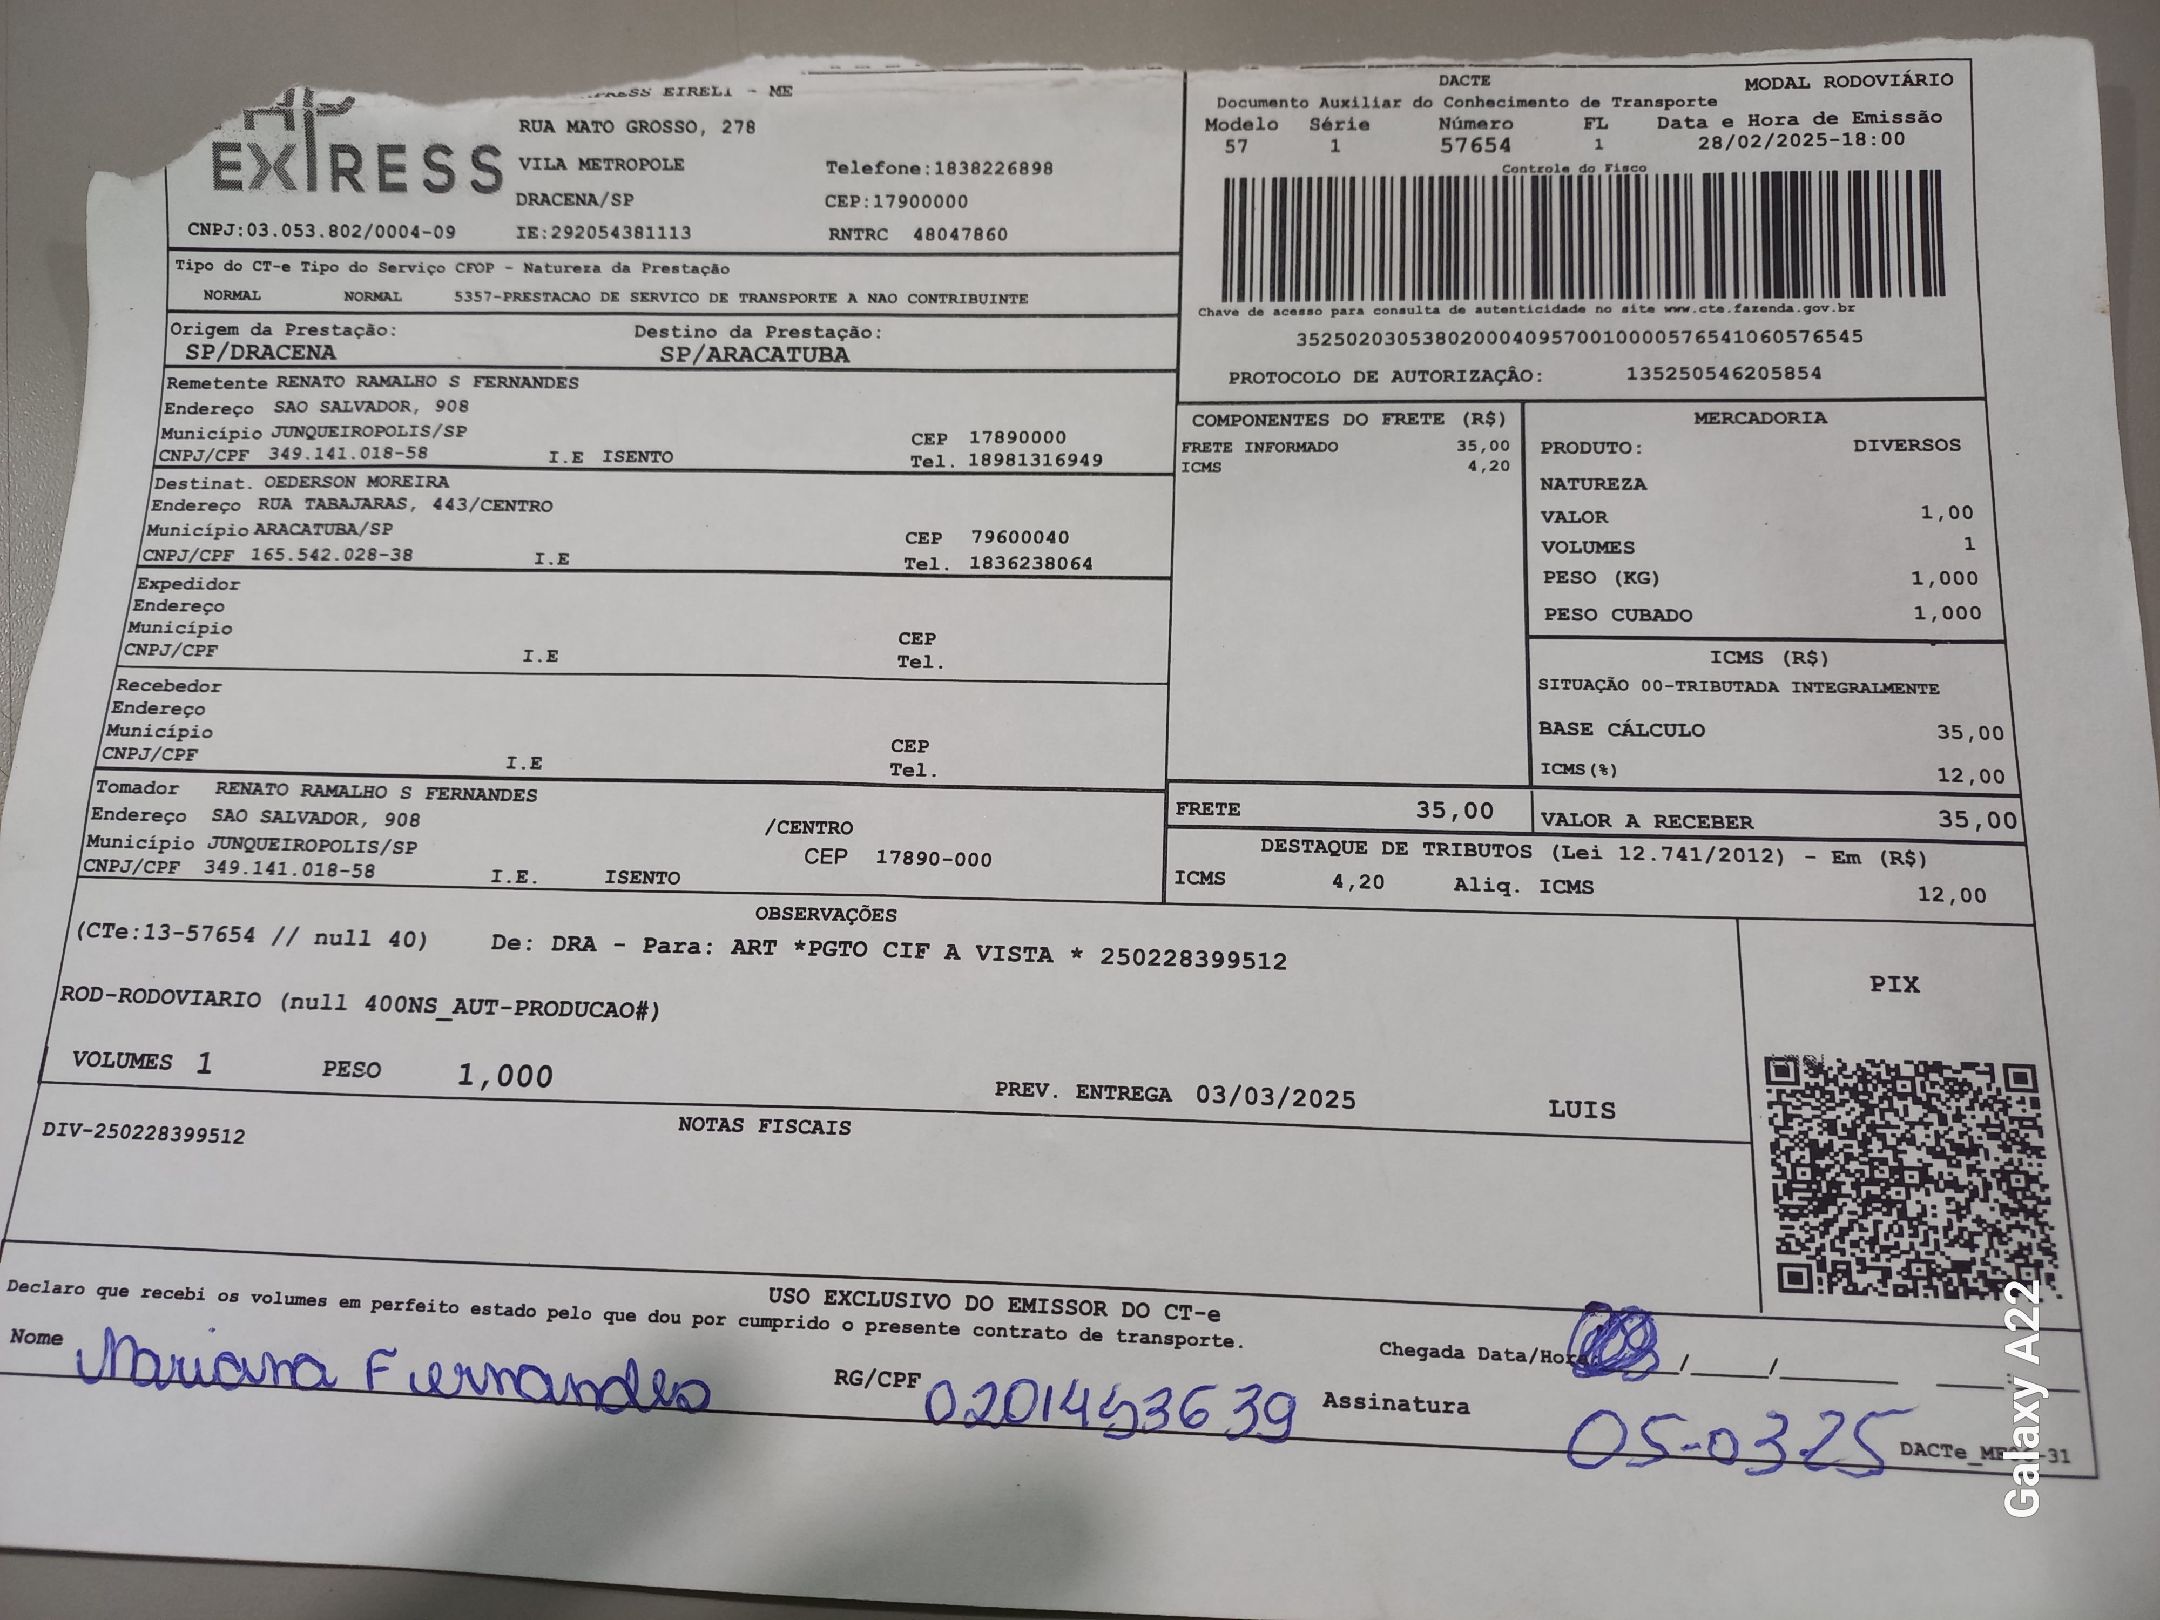 EIRELI - ME
EXPRESS
RUA MATO GROSSO, 278
VILA METROPOLE Telefone:1838226898
DRACENA/SP CEP:17900000
CNPJ:03.053.802/0004-09 IE:292054381113 RNTRC 48047860
DACTE MODAL RODOVIÁRIO
Documento Auxiliar do Conhecimento de Transporte
Modelo Série Número FL Data e Hora de Emissão
57 1 57654 1 28/02/2025-18:00
Controle do Fisco
Chave de acesso para consulta de autenticidade no site www.cte.fazenda.gov.br
35250203053802000409570010000576541060576545
PROTOCOLO DE AUTORIZAÇÂO: 135250546205854
Tipo do CT-e Tipo do Serviço CFOP - Natureza da Prestação
NORMAL NORMAL 5357-PRESTACAO DE SERVICO DE TRANSPORTE A NAO CONTRIBUINTE
Origem da Prestação: Destino da Prestação:
SP/DRACENA SP/ARACATUBA
Remetente RENATO RAMALHO S FERNANDES
Endereço SAO SALVADOR, 908
Município JUNQUEIROPOLIS/SP CEP 17890000
CNPJ/CPF 349.141.018-58 I.E ISENTO Tel. 18981316949
Destinat. OEDERSON MOREIRA
Endereço RUA TABAJARAS, 443/CENTRO
Município ARACATUBA/SP CEP 79600040
CNPJ/CPF 165.542.028-38 I.E Tel. 1836238064
Expedidor
Endereço
Município CEP
CNPJ/CPF I.E Tel.
Recebedor
Endereço
Município CEP
CNPJ/CPF I.E Tel.
Tomador RENATO RAMALHO S FERNANDES
Endereço SAO SALVADOR, 908 /CENTRO
Município JUNQUEIROPOLIS/SP CEP 17890-000
CNPJ/CPF 349.141.018-58 I.E. ISENTO
COMPONENTES DO FRETE (R$)
FRETE INFORMADO 35,00
ICMS 4,20
MERCADORIA
PRODUTO: DIVERSOS
NATUREZA
VALOR 1,00
VOLUMES 1
PESO (KG) 1,000
PESO CUBADO 1,000
ICMS (R$)
SITUAÇÃO 00-TRIBUTADA INTEGRALMENTE
BASE CÁLCULO 35,00
ICMS(%) 12,00
FRETE 35,00 VALOR A RECEBER 35,00
DESTAQUE DE TRIBUTOS (Lei 12.741/2012) - Em (R$)
ICMS 4,20 Aliq. ICMS 12,00
OBSERVAÇÕES
(CTe:13-57654 // null 40) De: DRA - Para: ART *PGTO CIF A VISTA * 250228399512
ROD-RODOVIARIO (null 400NS_AUT-PRODUCAO#)
VOLUMES 1 PESO 1,000 PREV. ENTREGA 03/03/2025 LUIS
PIX
NOTAS FISCAIS
DIV-250228399512
USO EXCLUSIVO DO EMISSOR DO CT-e
Declaro que recebi os volumes em perfeito estado pelo que dou por cumprido o presente contrato de transporte.
Nome Mariana Fernandes RG/CPF 0201453639 Assinatura 05-0325
Chegada Data/Hora / /
DACTe -31
Galaxy A22